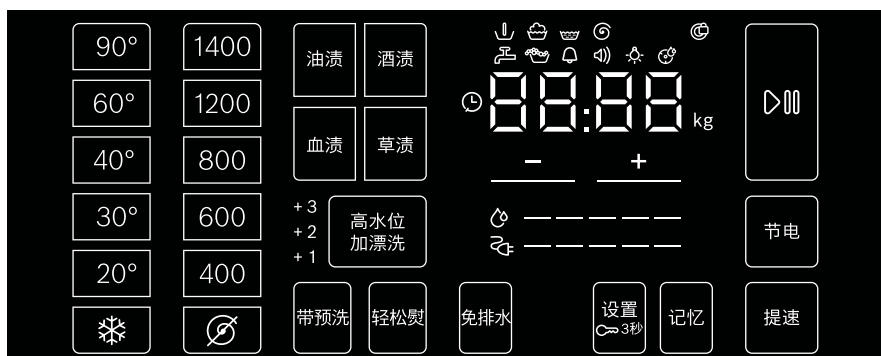 90°
60°
40°
30°
20°
1400
1200
800
600
400
油渍
酒渍
血渍
草渍
+3
+2
+1
高水位
加漂洗
带预洗
轻松熨
88:88
kg
−
+
免排水
设置
3秒
记忆
节电
提速